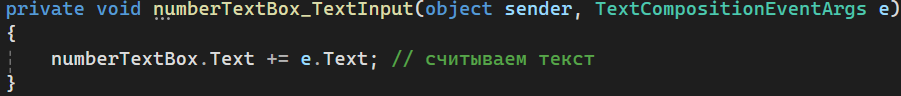 private void numberTextBox_TextInput(object sender, TextCompositionEventArgs e)
{
    numberTextBox.Text += e.Text; // считываем текст
}